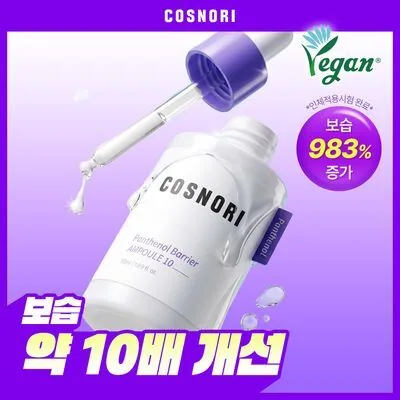 COSNORI
Vegan®
*인체적용시험 완료*
보습
983%
증가
COSNORI
Panthenol Barrier
AMPOULE 10
Panthenol
보습
약 10배 개선